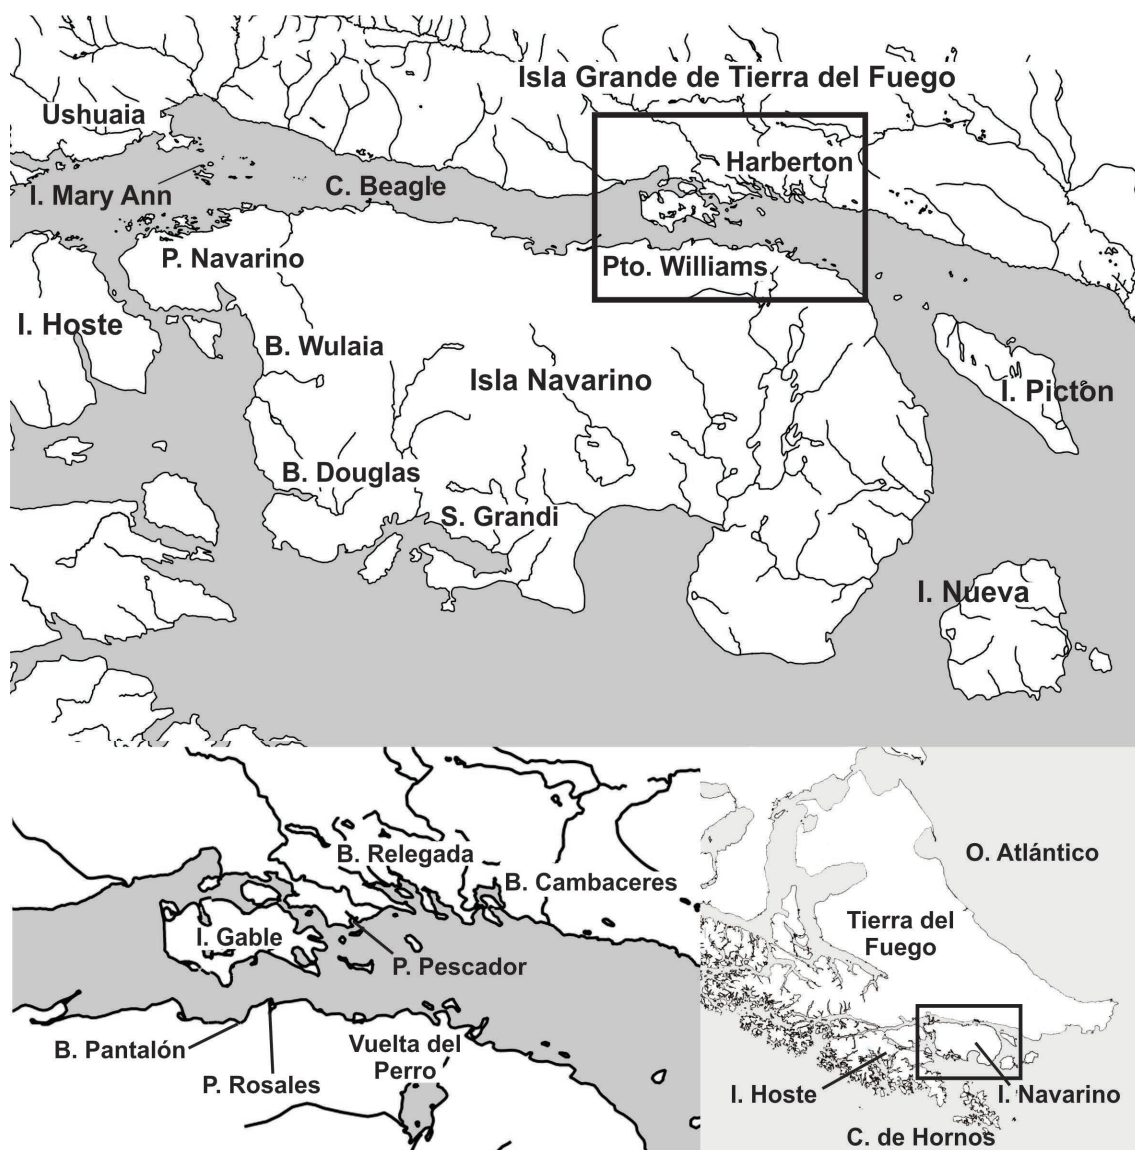 Isla Grande de Tierra del Fuego
Ushuaia
Harberton
I. Mary Ann
C. Beagle
P. Navarino
Pto. Williams
I. Hoste
B. Wulaia
Isla Navarino
I. Picton
B. Douglas
S. Grandi
I. Nueva
B. Relegada
B. Cambaceres
I. Gable
P. Pescador
B. Pantalón
P. Rosales
Vuelta del
Perro
O. Atlántico
Tierra del
Fuego
I. Hoste
I. Navarino
C. de Hornos